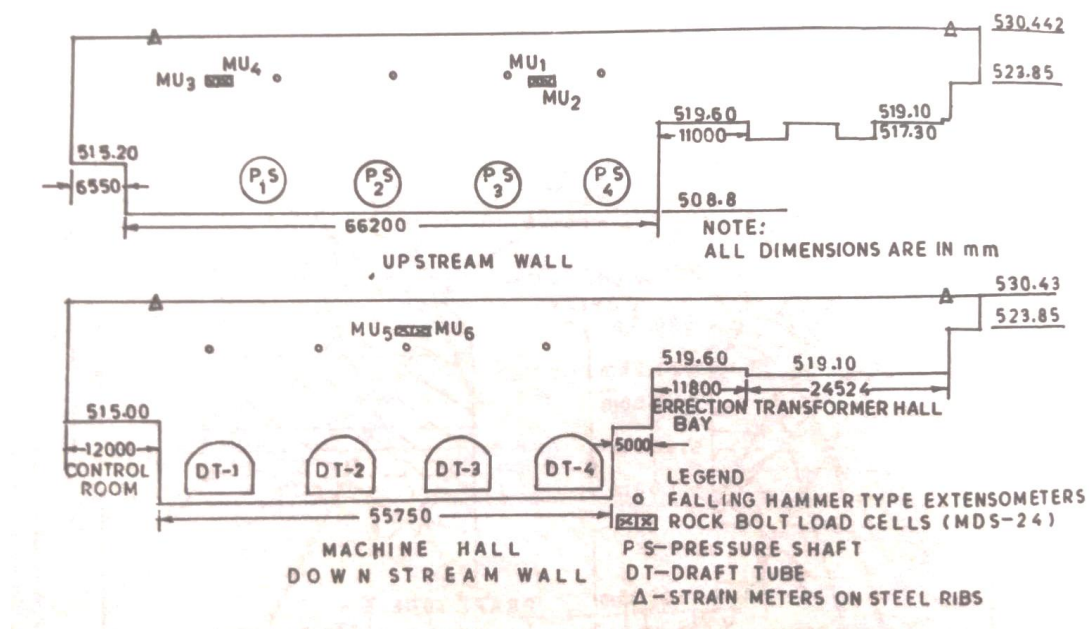 530.442
MU4
MU3
MU1
MU2
523.85
519.60
11000
519.10
517.30
515.20
6550
PS
1
PS
2
PS
3
PS
4
508.8
66200
NOTE:
ALL DIMENSIONS ARE IN mm
UPSTREAM WALL
530.43
523.85
MU5 MU6
519.60
519.10
11800
24524
515.00
ERRECTION TRANSFORMER HALL
BAY
12000
CONTROL
ROOM
5000
DT-1
DT-2
DT-3
DT-4
55750
LEGEND
FALLING HAMMER TYPE EXTENSOMETERS
ROCK BOLT LOAD CELLS (MDS-24)
MACHINE HALL
DOWN STREAM WALL
PS-PRESSURE SHAFT
DT-DRAFT TUBE
Δ-STRAIN METERS ON STEEL RIBS